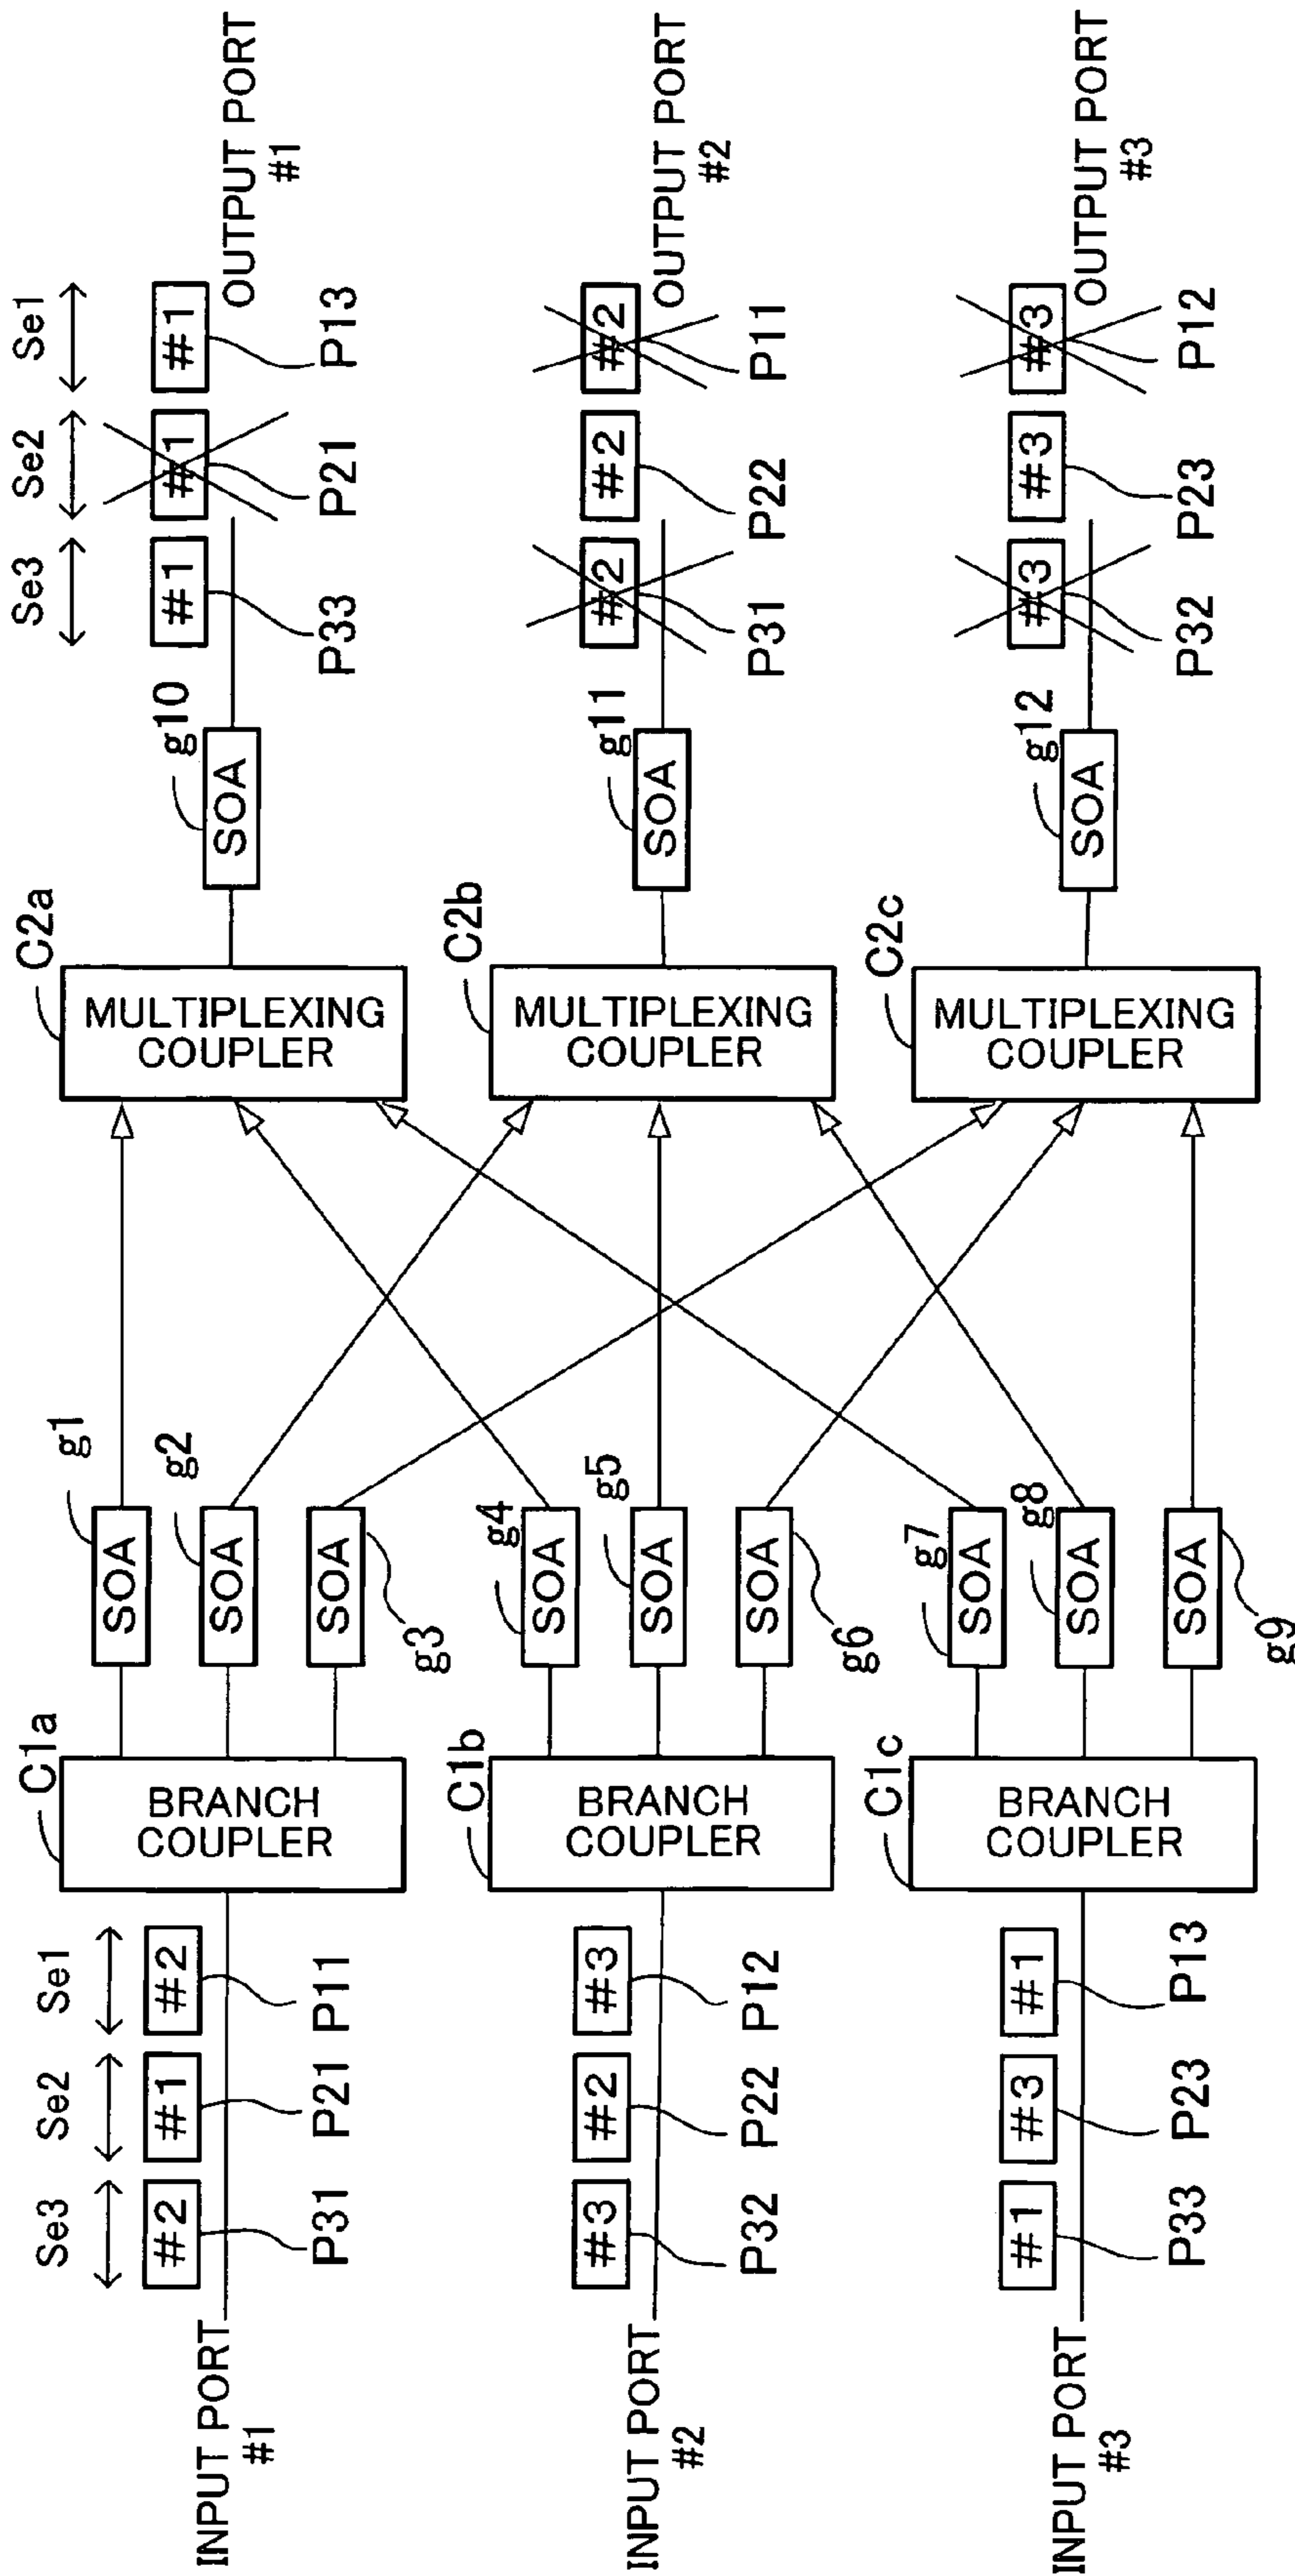 Se3 Se2 Se1
#2 #1 #2
P31 P21 P11
INPUT PORT
#1
C1a
BRANCH
COUPLER
SOA g1
SOA g2
SOA g3
C2a
MULTIPLEXING
COUPLER
SOA g10
Se3 Se2 Se1
#1 #1 #1
P33 P21 P13
OUTPUT PORT
#1
#3 #2 #3
P32 P22 P12
INPUT PORT
#2
C1b
BRANCH
COUPLER
SOA g4
SOA g5
SOA g6
C2b
MULTIPLEXING
COUPLER
SOA g11
#2 #2 #2
P31 P22 P11
OUTPUT PORT
#2
#1 #3 #1
P33 P23 P13
INPUT PORT
#3
C1c
BRANCH
COUPLER
SOA g7
SOA g8
SOA g9
C2c
MULTIPLEXING
COUPLER
SOA g12
#3 #3 #3
P32 P23 P12
OUTPUT PORT
#3